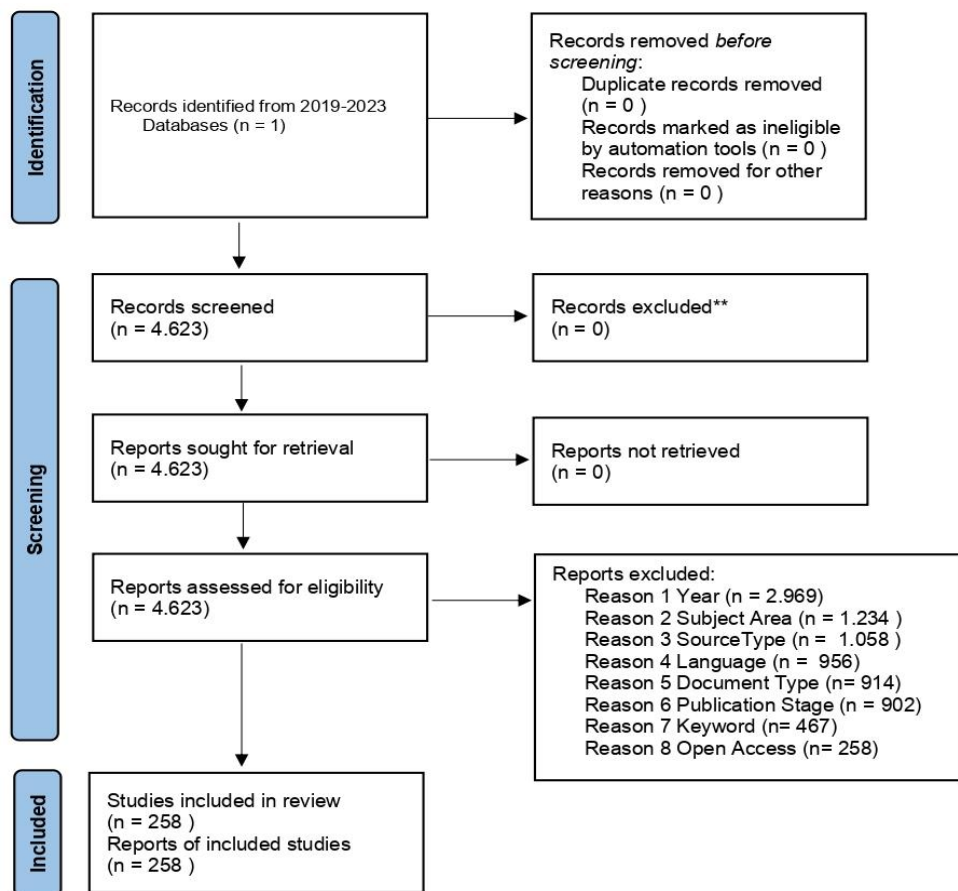 Identification
Records identified from 2019-2023
Databases (n = 1)
Records removed before
screening:
Duplicate records removed
(n = 0 )
Records marked as ineligible
by automation tools (n = 0 )
Records removed for other
reasons (n = 0 )
Screening
Records screened
(n = 4.623)
Records excluded**
(n = 0)
Reports sought for retrieval
(n = 4.623)
Reports not retrieved
(n = 0)
Reports assessed for eligibility
(n = 4.623)
Reports excluded:
Reason 1 Year (n = 2.969)
Reason 2 Subject Area (n = 1.234 )
Reason 3 SourceType (n = 1.058 )
Reason 4 Language (n = 956)
Reason 5 Document Type (n= 914)
Reason 6 Publication Stage (n = 902)
Reason 7 Keyword (n= 467)
Reason 8 Open Access (n= 258)
Included
Studies included in review
(n = 258 )
Reports of included studies
(n = 258 )